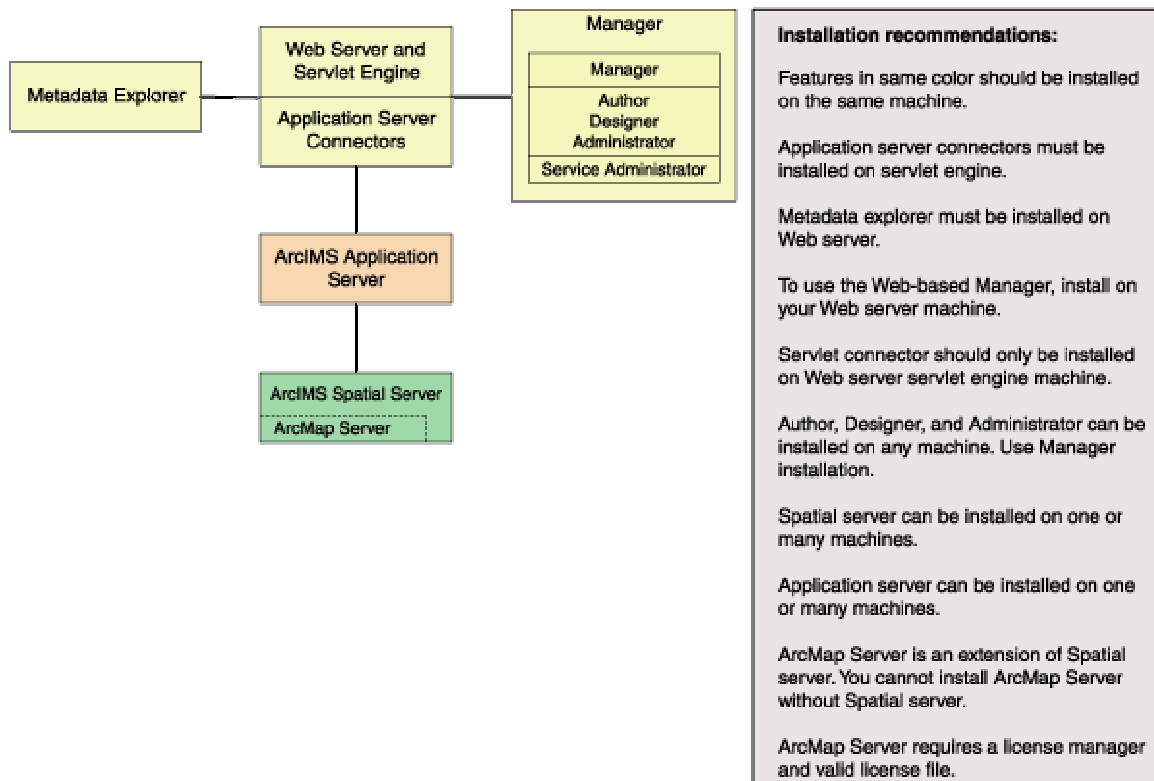 Metadata Explorer
Web Server and
Servlet Engine
Application Server
Connectors
Manager
Manager
Author
Designer
Administrator
Service Administrator
ArcIMS Application
Server
ArcIMS Spatial Server
ArcMap Server
Installation recommendations:
Features in same color should be installed
on the same machine.
Application server connectors must be
installed on servlet engine.
Metadata explorer must be installed on
Web server.
To use the Web-based Manager, install on
your Web server machine.
Servlet connector should only be installed
on Web server servlet engine machine.
Author, Designer, and Administrator can be
installed on any machine. Use Manager
installation.
Spatial server can be installed on one or
many machines.
Application server can be installed on one
or many machines.
ArcMap Server is an extension of Spatial
server. You cannot install ArcMap Server
without Spatial server.
ArcMap Server requires a license manager
and valid license file.